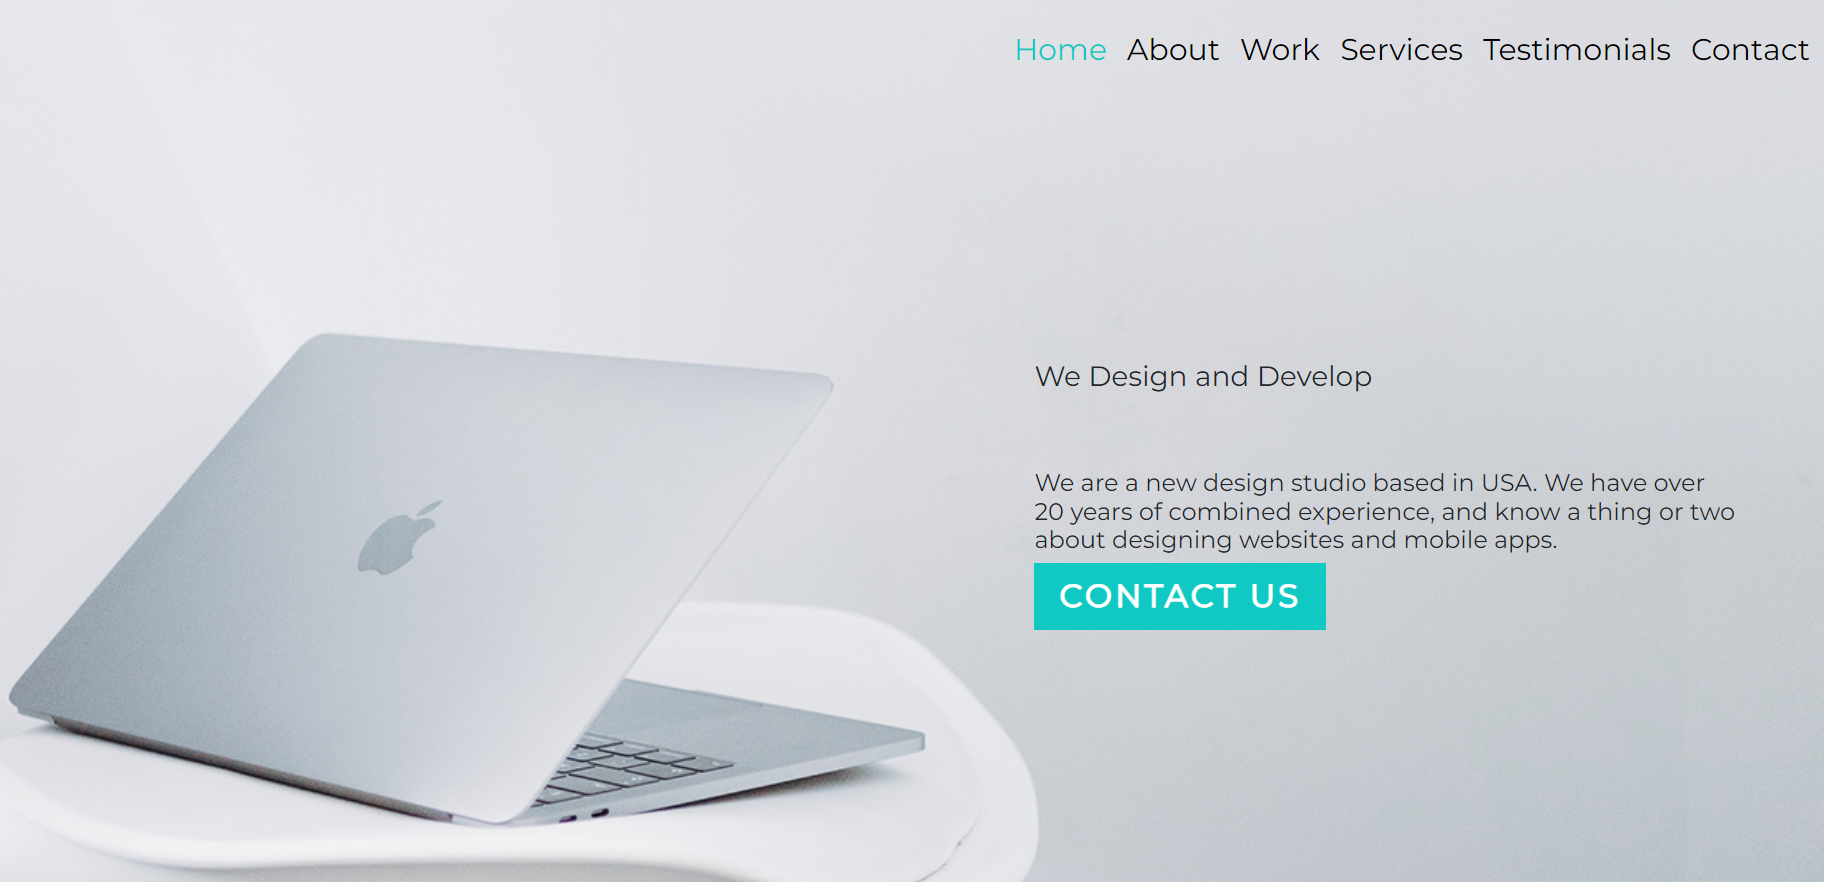 Home About Work Services Testimonials Contact
We Design and Develop
We are a new design studio based in USA. We have over
20 years of combined experience, and know a thing or two
about designing websites and mobile apps.
CONTACT US